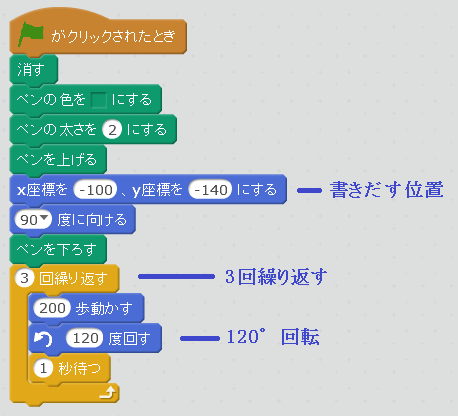 がクリックされたとき
消す
ペンの色を にする
ペンの太さを 2 にする
ペンを上げる
x座標を -100 、y座標を -140 にする 書きだす位置
90 度に向ける
ペンを下ろす
3 回繰り返す 3回繰り返す
200 歩動かす
120 度回す 120°回転
1 秒待つ